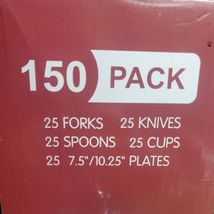 150 PACK
25 FORKS 25 KNIVES
25 SPOONS 25 CUPS
25 7.5"/10.25" PLATES